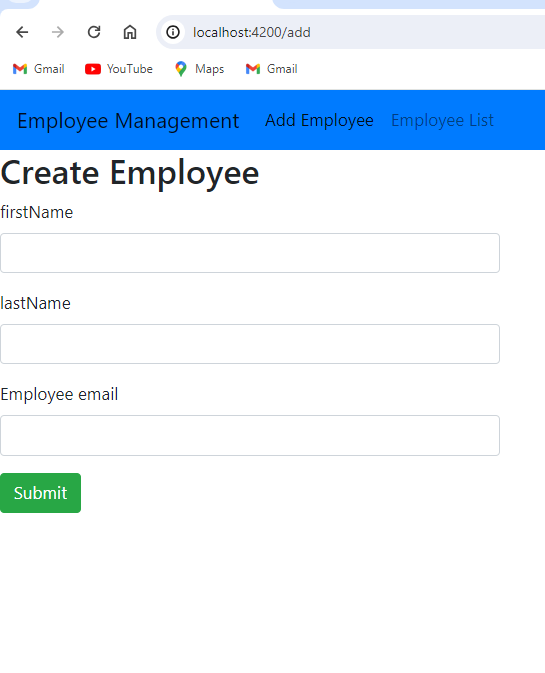 localhost:4200/add
Gmail YouTube Maps Gmail
Employee Management Add Employee Employee List
Create Employee
firstName
lastName
Employee email
Submit